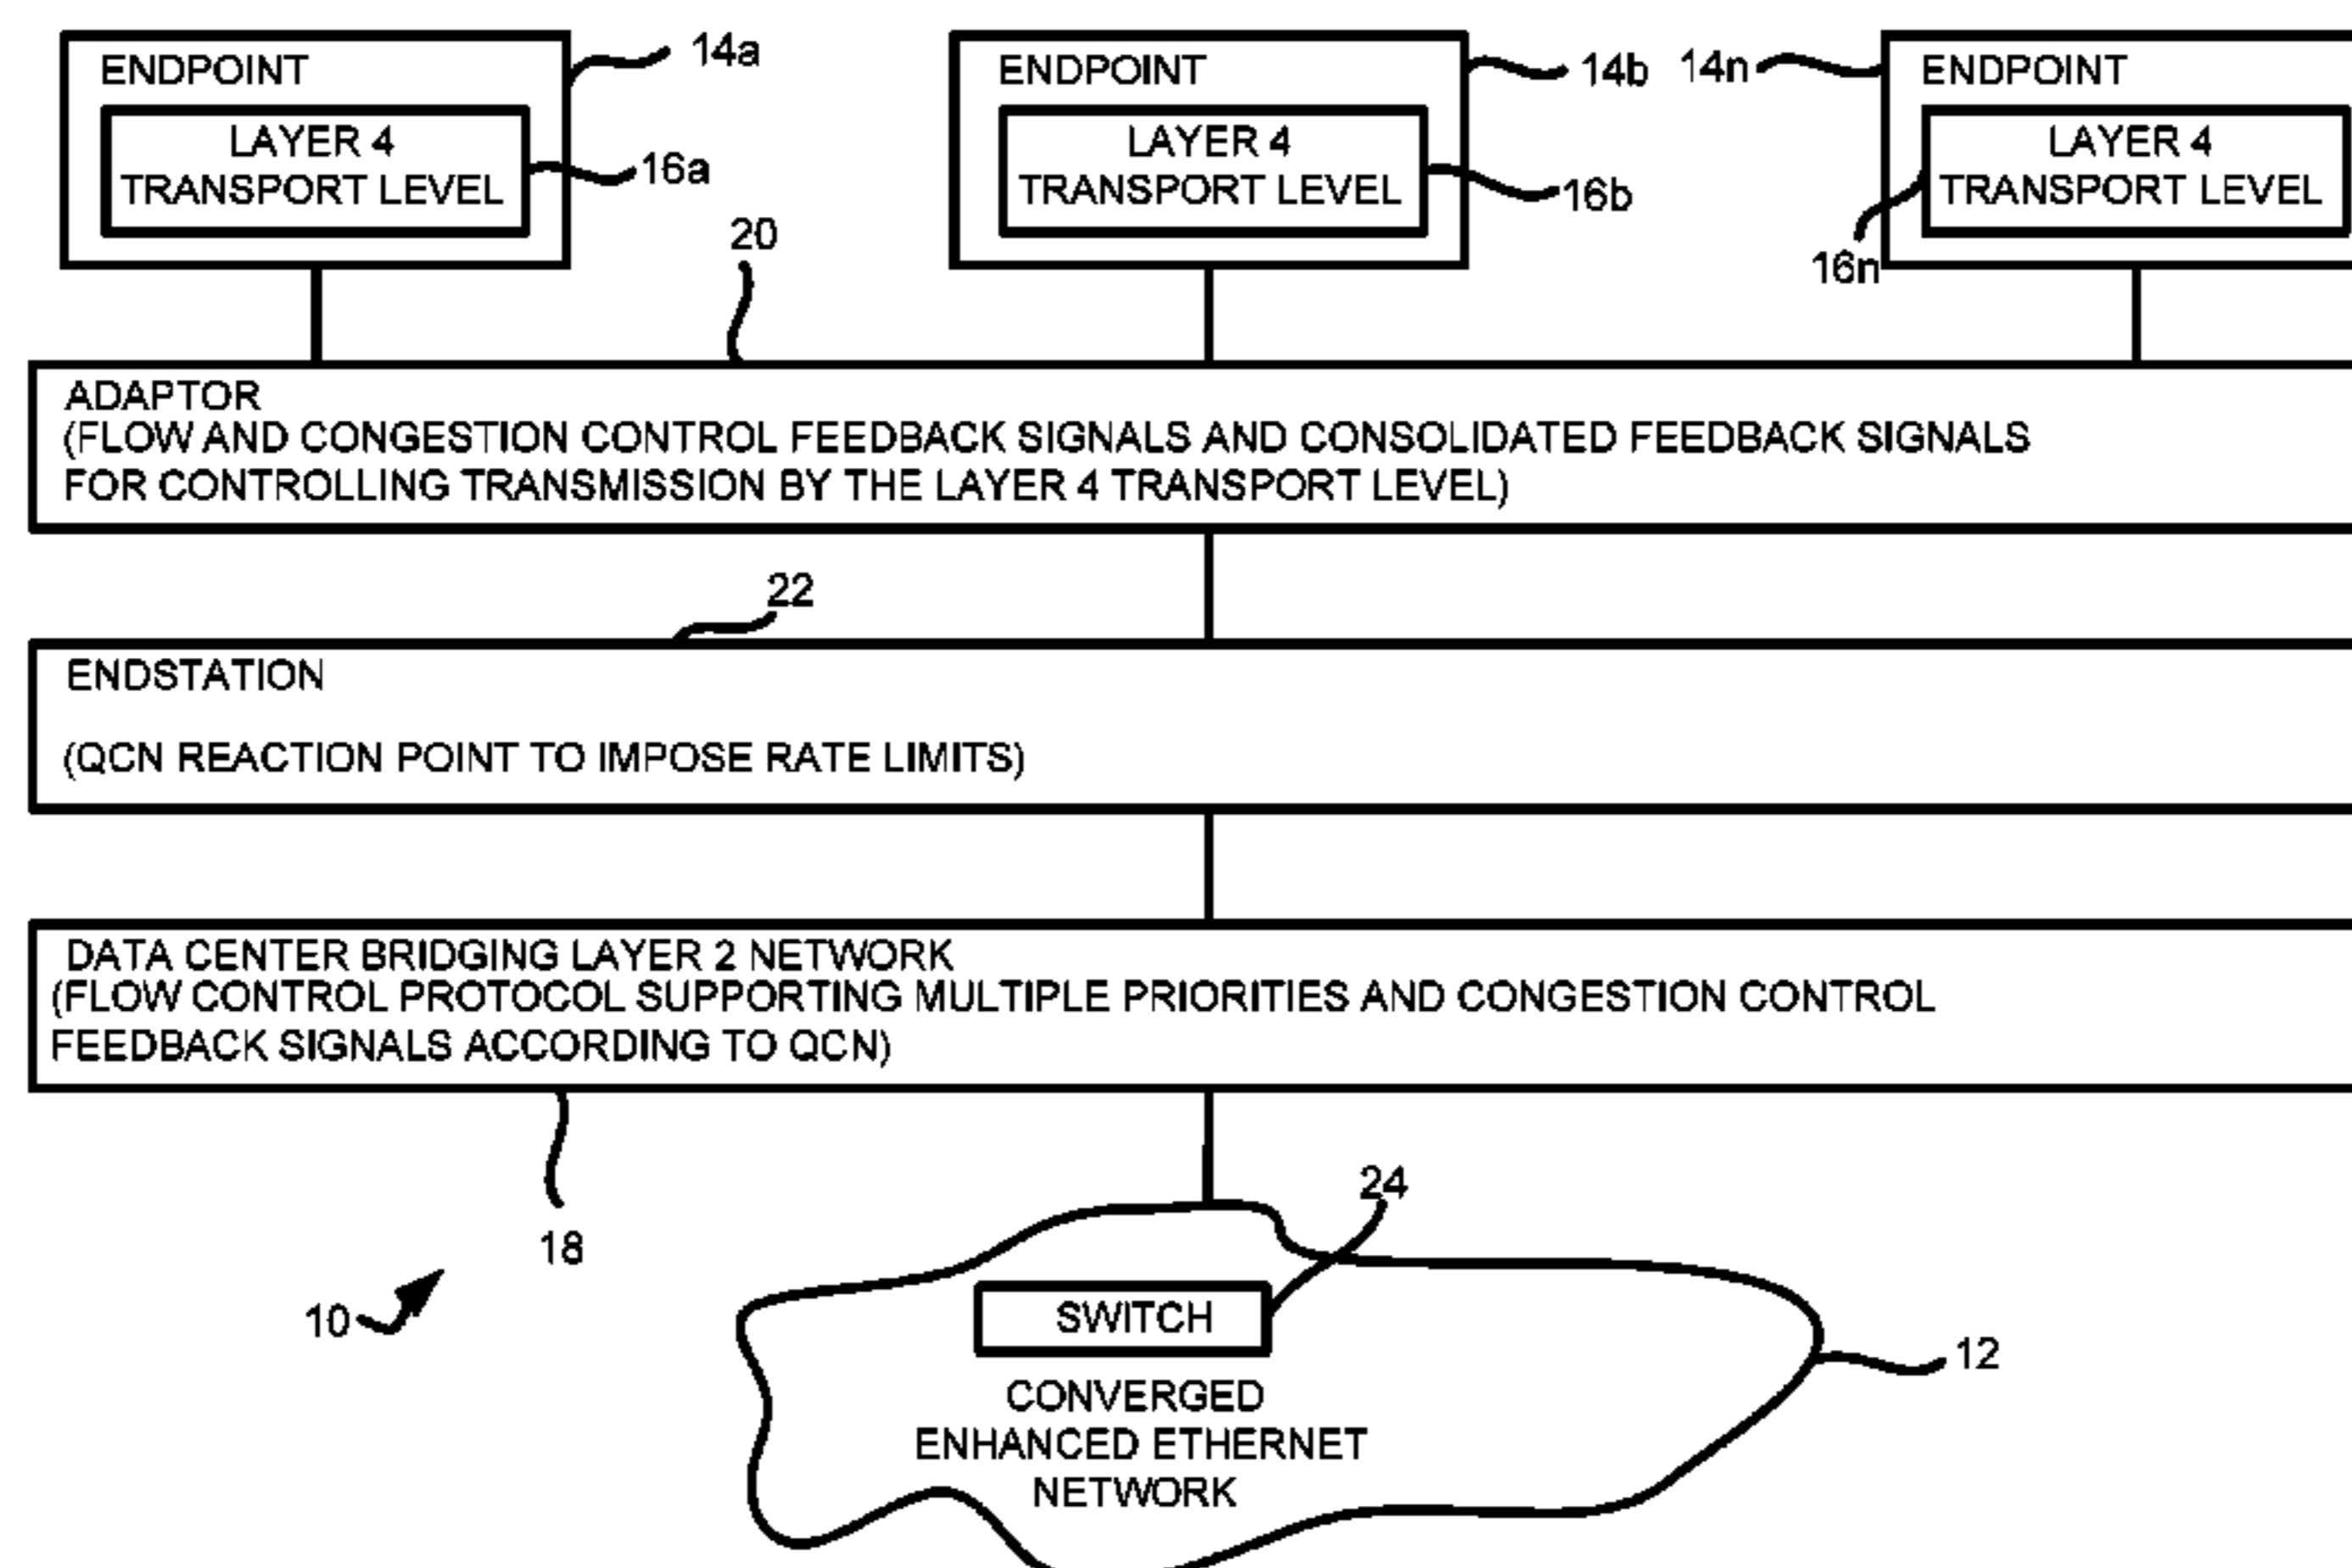 ENDPOINT
LAYER 4
TRANSPORT LEVEL
14a
16a
ENDPOINT
LAYER 4
TRANSPORT LEVEL
14b
16b
14n
ENDPOINT
LAYER 4
TRANSPORT LEVEL
16n
20
ADAPTOR
(FLOW AND CONGESTION CONTROL FEEDBACK SIGNALS AND CONSOLIDATED FEEDBACK SIGNALS
FOR CONTROLLING TRANSMISSION BY THE LAYER 4 TRANSPORT LEVEL)
22
ENDSTATION
(QCN REACTION POINT TO IMPOSE RATE LIMITS)
DATA CENTER BRIDGING LAYER 2 NETWORK
(FLOW CONTROL PROTOCOL SUPPORTING MULTIPLE PRIORITIES AND CONGESTION CONTROL
FEEDBACK SIGNALS ACCORDING TO QCN)
18
24
10
SWITCH
12
CONVERGED
ENHANCED ETHERNET
NETWORK